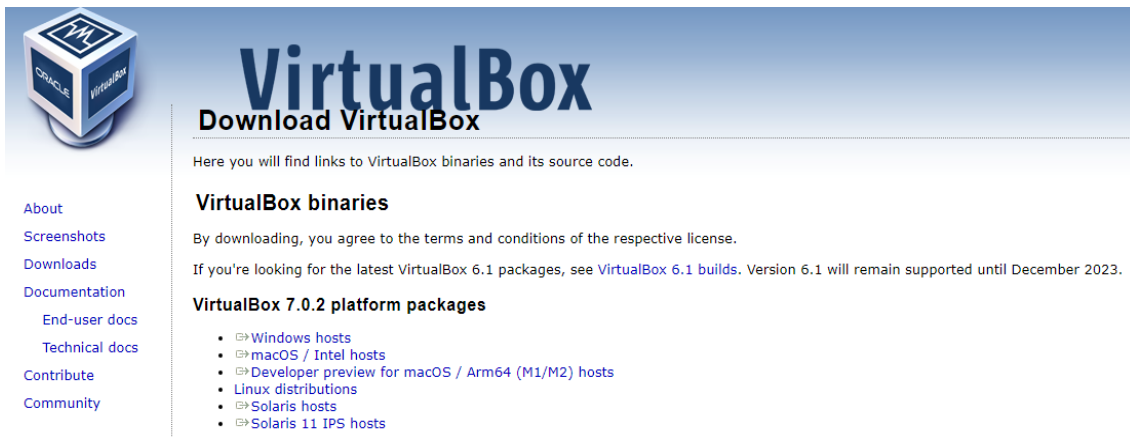 ORACLE
VirtualBox
VirtualBox
Download VirtualBox
Here you will find links to VirtualBox binaries and its source code.
About
Screenshots
Downloads
Documentation
End-user docs
Technical docs
Contribute
Community
VirtualBox binaries
By downloading, you agree to the terms and conditions of the respective license.
If you're looking for the latest VirtualBox 6.1 packages, see VirtualBox 6.1 builds. Version 6.1 will remain supported until December 2023.
VirtualBox 7.0.2 platform packages
• Windows hosts
• macOS / Intel hosts
• Developer preview for macOS / Arm64 (M1/M2) hosts
• Linux distributions
• Solaris hosts
• Solaris 11 IPS hosts